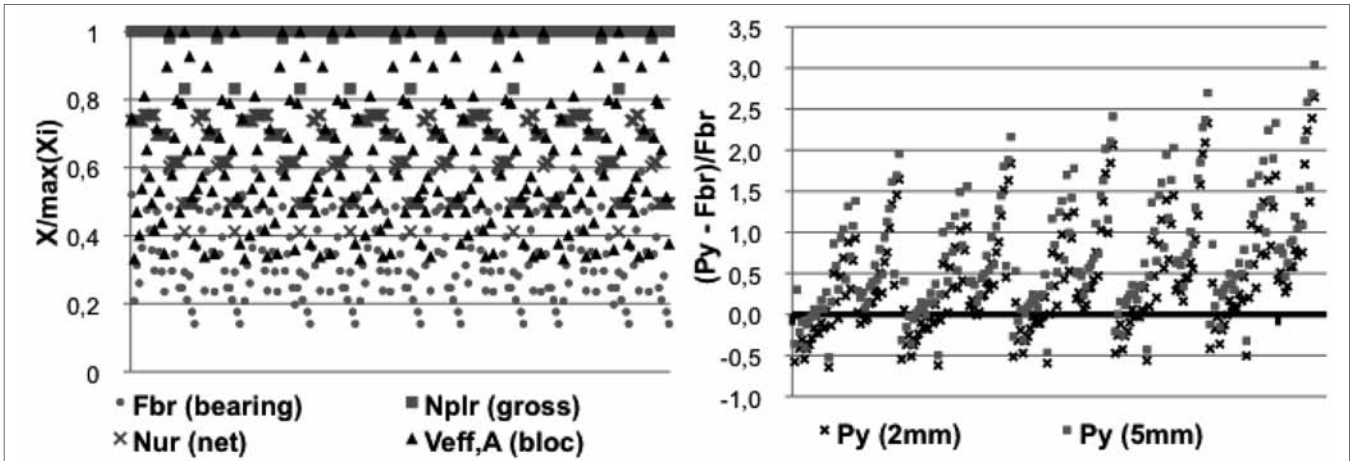 1
0,8
0,6
0,4
0,2
0
X/max(Xi)
Fbr (bearing)
Nplr (gross)
Nur (net)
Veff,A (bloc)
3,5
3,0
2,5
2,0
1,5
1,0
0,5
0,0
-0,5
-1,0
(Py - Fbr)/Fbr
Py (2mm)
Py (5mm)